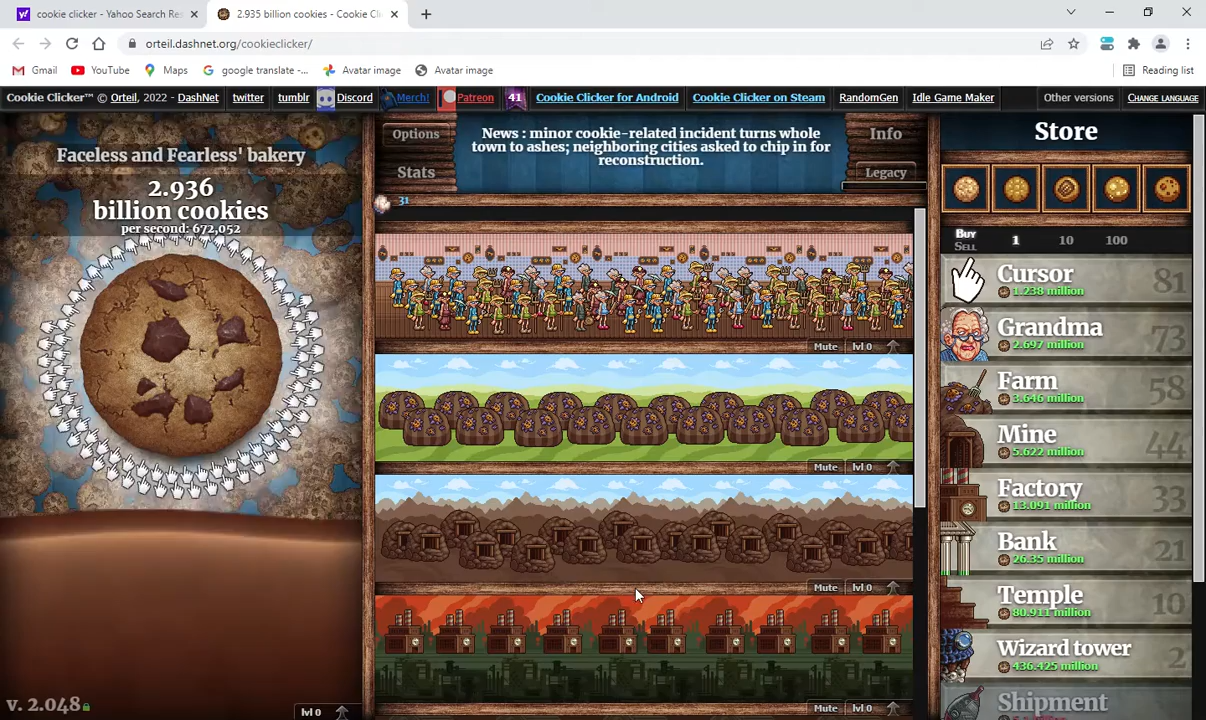 cookie clicker - Yahoo Search Res
2.935 billion cookies - Cookie Cli
orteil.dashnet.org/cookieclicker/
Gmail
YouTube
Maps
google translate -...
Avatar image
Avatar image
Reading list
Cookie Clicker™ © Orteil, 2022 - DashNet
twitter
tumblr
Discord
Merch!
Patreon
41
Cookie Clicker for Android
Cookie Clicker on Steam
RandomGen
Idle Game Maker
Other versions
CHANGE LANGUAGE
Faceless and Fearless' bakery
2.936
billion cookies
per second: 672,052
v. 2.048
lvl 0
Options
Stats
News : minor cookie-related incident turns whole
town to ashes; neighboring cities asked to chip in for
reconstruction.
Info
Legacy
31
Mute lvl 0
Mute lvl 0
Mute lvl 0
Mute lvl 0
Store
BUY
SELL
1 10 100
Cursor 81
1.238 million
Grandma 73
2.697 million
Farm 58
3.646 million
Mine 44
5.622 million
Factory 33
13.091 million
Bank 21
26.35 million
Temple 10
80.911 million
Wizard tower 2
436.425 million
Shipment